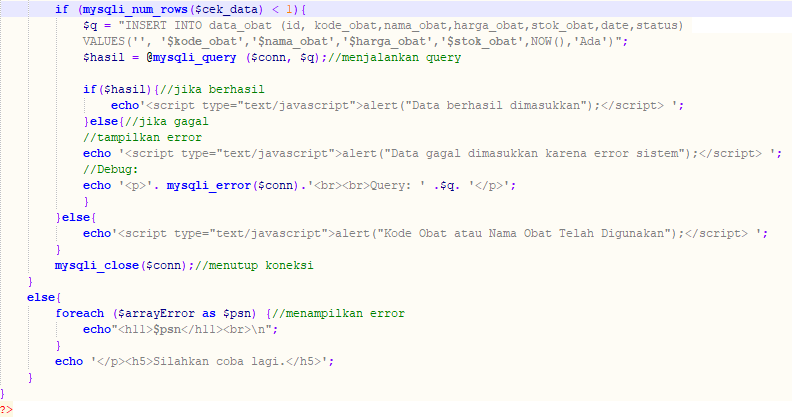 if (mysqli_num_rows($cek_data) < 1){
$q = "INSERT INTO data_obat (id, kode_obat,nama_obat,harga_obat,stok_obat,date,status)
VALUES('', '$kode_obat','$nama_obat','$harga_obat','$stok_obat',NOW(),'Ada')";
$hasil = @mysqli_query ($conn, $q);//menjalankan query
if($hasil){//jika berhasil
echo'<script type="text/javascript">alert("Data berhasil dimasukkan");</script> ';
}else{//jika gagal
//tampilkan error
echo '<script type="text/javascript">alert("Data gagal dimasukkan karena error sistem");</script> ';
//Debug:
echo '<p>'. mysqli_error($conn).'<br><br>Query: ' .$q. '</p>';
}
}else{
echo'<script type="text/javascript">alert("Kode Obat atau Nama Obat Telah Digunakan");</script> ';
}
mysqli_close($conn);//menutup koneksi
}
else{
foreach ($arrayError as $psn) {//menampilkan error
echo"<h1l>$psn</h1l><br>\n";
}
echo '</p><h5>Silahkan coba lagi.</h5>';
}
}
?>